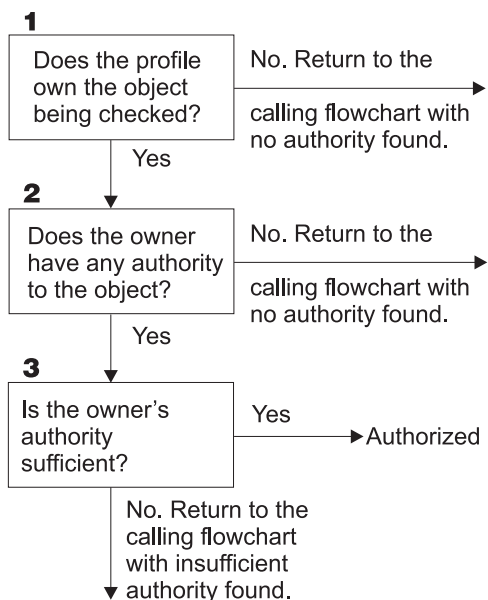 1
Does the profile
own the object
being checked?
No. Return to the
calling flowchart with
no authority found.
Yes
2
Does the owner
have any authority
to the object?
No. Return to the
calling flowchart with
no authority found.
Yes
3
Is the owner's
authority
sufficient?
Yes
Authorized
No. Return to the
calling flowchart
with insufficient
authority found.